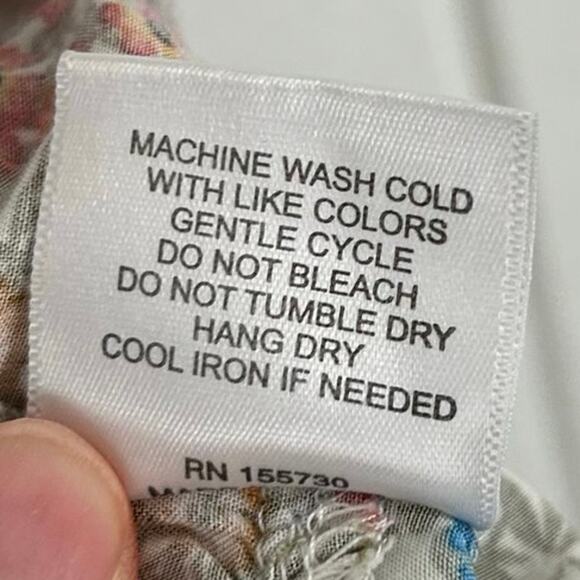 MACHINE WASH COLD
WITH LIKE COLORS
GENTLE CYCLE
DO NOT BLEACH
DO NOT TUMBLE DRY
HANG DRY
COOL IRON IF NEEDED
RN 155730